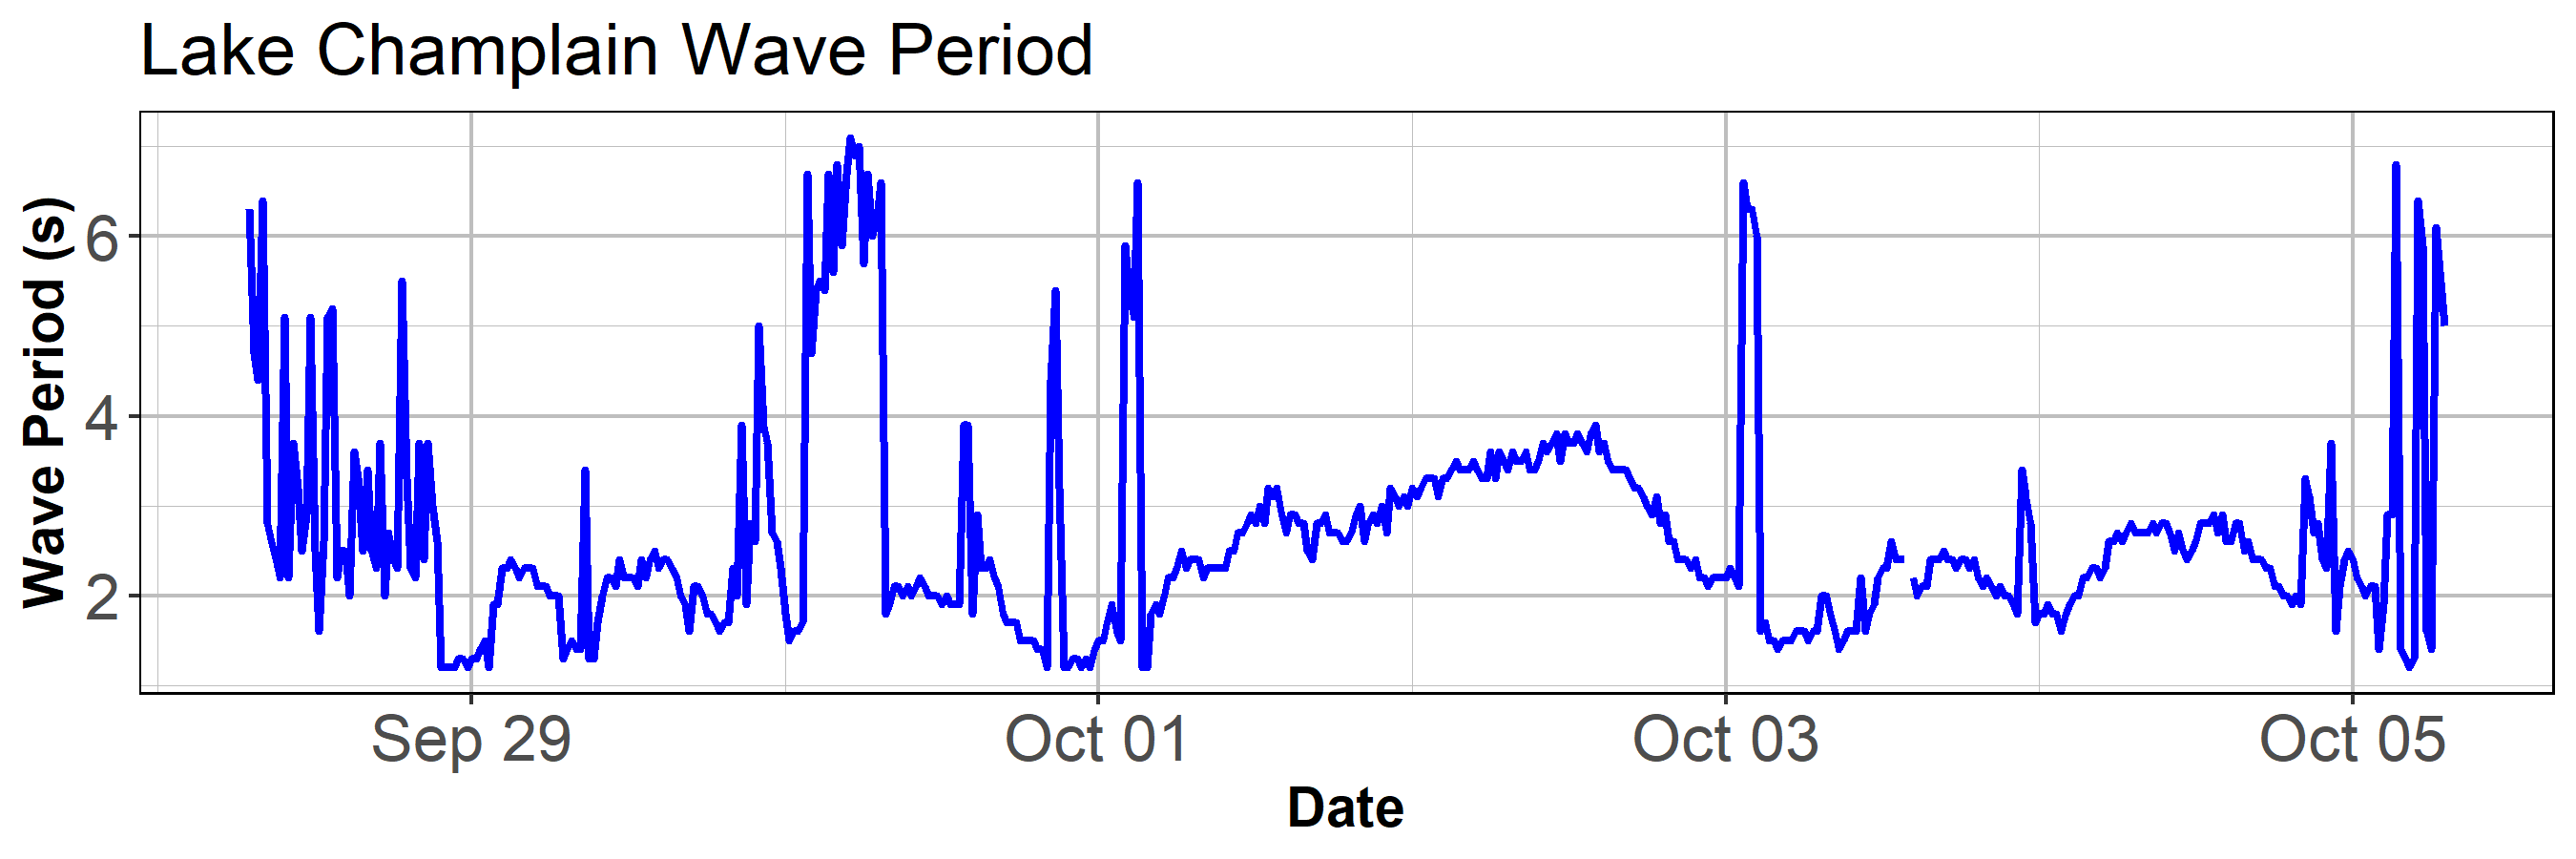 Lake Champlain Wave Period
Wave Period (s)
6
4
2
Sep 29
Oct 01
Oct 03
Oct 05
Date